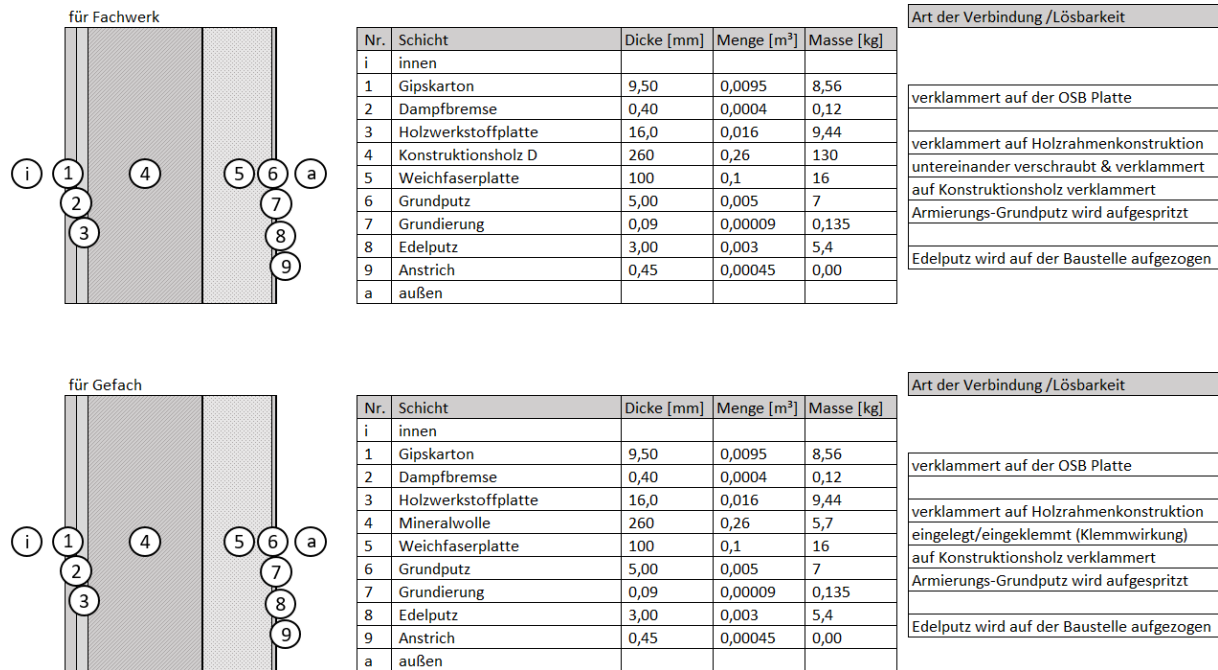 für Fachwerk
i 1 2 3 4 5 6 7 8 9 a
Nr. Schicht Dicke [mm] Menge [m³] Masse [kg] Art der Verbindung /Lösbarkeit
i innen
1 Gipskarton 9,50 0,0095 8,56 verklammert auf der OSB Platte
2 Dampfbremse 0,40 0,0004 0,12
3 Holzwerkstoffplatte 16,0 0,016 9,44 verklammert auf Holzrahmenkonstruktion
4 Konstruktionsholz D 260 0,26 130 untereinander verschraubt & verklammert
5 Weichfaserplatte 100 0,1 16 auf Konstruktionsholz verklammert
6 Grundputz 5,00 0,005 7 Armierungs-Grundputz wird aufgespritzt
7 Grundierung 0,09 0,00009 0,135
8 Edelputz 3,00 0,003 5,4 Edelputz wird auf der Baustelle aufgezogen
9 Anstrich 0,45 0,00045 0,00
a außen
für Gefach
i 1 2 3 4 5 6 7 8 9 a
Nr. Schicht Dicke [mm] Menge [m³] Masse [kg] Art der Verbindung /Lösbarkeit
i innen
1 Gipskarton 9,50 0,0095 8,56 verklammert auf der OSB Platte
2 Dampfbremse 0,40 0,0004 0,12
3 Holzwerkstoffplatte 16,0 0,016 9,44 verklammert auf Holzrahmenkonstruktion
4 Mineralwolle 260 0,26 5,7 eingelegt/eingeklemmt (Klemmwirkung)
5 Weichfaserplatte 100 0,1 16 auf Konstruktionsholz verklammert
6 Grundputz 5,00 0,005 7 Armierungs-Grundputz wird aufgespritzt
7 Grundierung 0,09 0,00009 0,135
8 Edelputz 3,00 0,003 5,4 Edelputz wird auf der Baustelle aufgezogen
9 Anstrich 0,45 0,00045 0,00
a außen